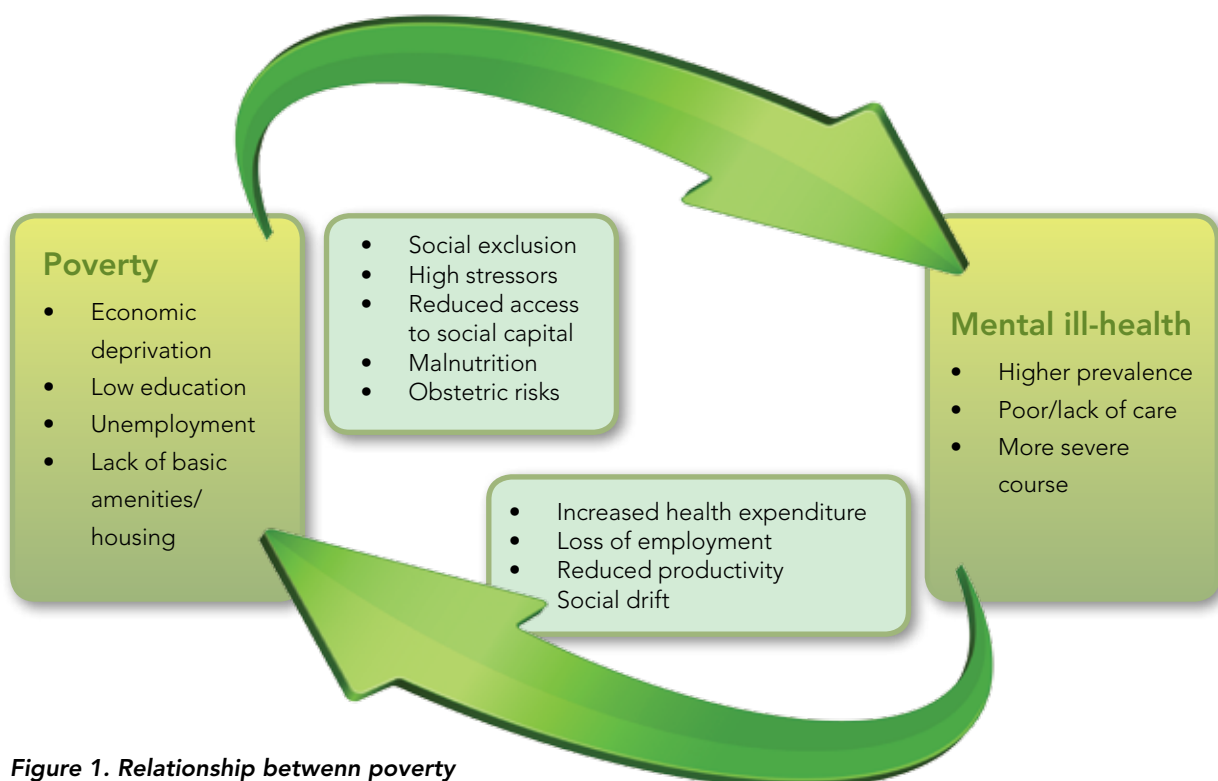 Poverty
• Economic
deprivation
• Low education
• Unemployment
• Lack of basic
amenities/
housing
• Social exclusion
• High stressors
• Reduced access
to social capital
• Malnutrition
• Obstetric risks
Mental ill-health
• Higher prevalence
• Poor/lack of care
• More severe
course
• Increased health expenditure
• Loss of employment
• Reduced productivity
Social drift
Figure 1. Relationship betwenn poverty